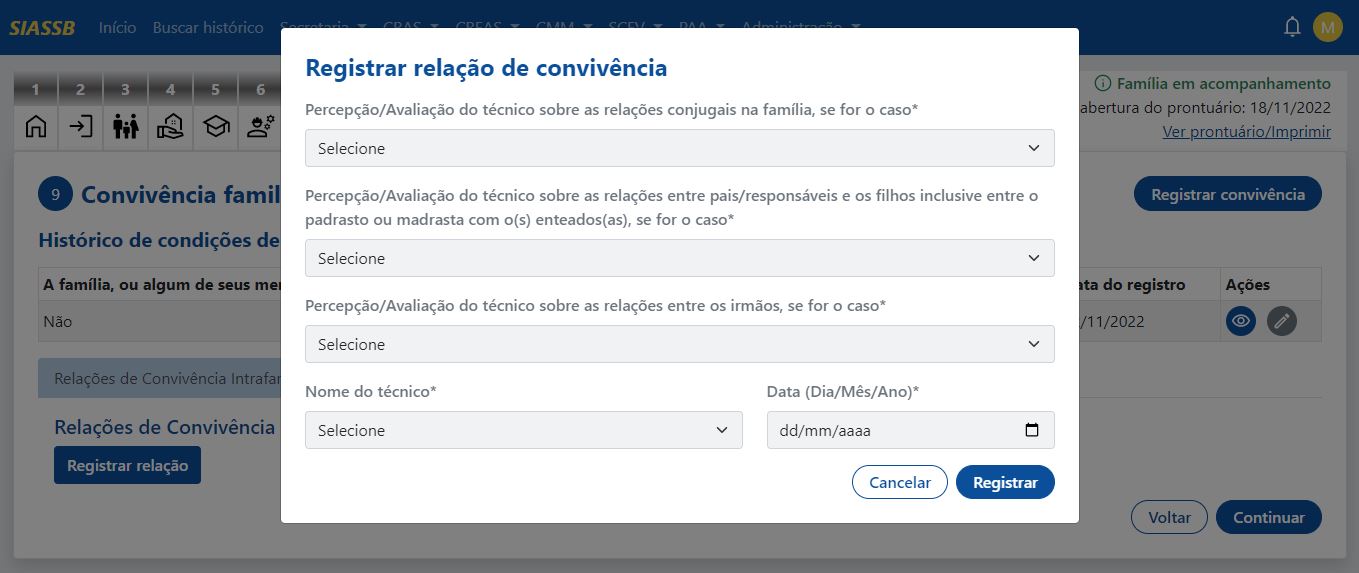 SIASSB Início Buscar histórico Secretaria CRAS CREAS CMM SCFV PAA Administração M
Registrar relação de convivência
1 2 3 4 5 6
Família em acompanhamento
abertura do prontuário: 18/11/2022
Ver prontuário/Imprimir
Percepção/Avaliação do técnico sobre as relações conjugais na família, se for o caso*
Selecione
9 Convivência famil
Registrar convivência
Percepção/Avaliação do técnico sobre as relações entre pais/responsáveis e os filhos inclusive entre o
padrasto ou madrasta com o(s) enteados(as), se for o caso*
Histórico de condições de
Selecione
A família, ou algum de seus mer
ata do registro Ações
Percepção/Avaliação do técnico sobre as relações entre os irmãos, se for o caso*
Não
/11/2022
Selecione
Relações de Convivência Intrafar
Nome do técnico* Data (Dia/Mês/Ano)*
Relações de Convivência
Selecione dd/mm/aaaa
Registrar relação
Cancelar Registrar
Voltar Continuar